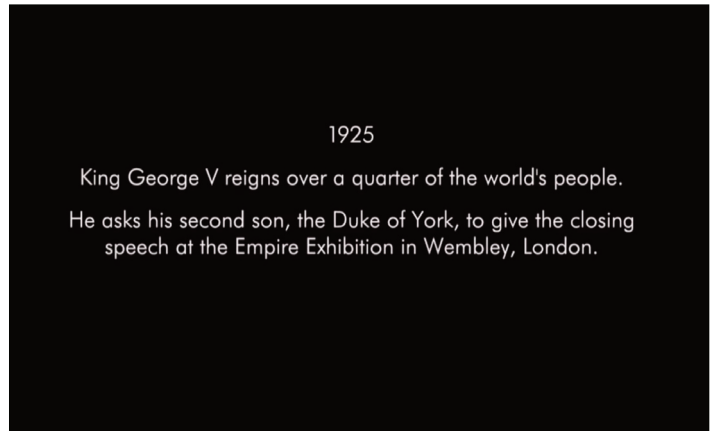 1925
King George V reigns over a quarter of the world's people.
He asks his second son, the Duke of York, to give the closing
speech at the Empire Exhibition in Wembley, London.